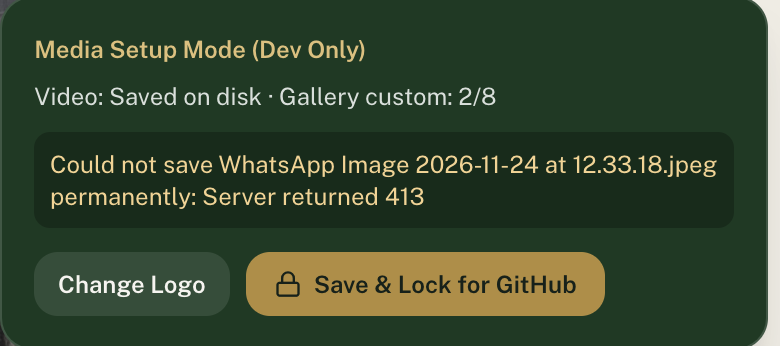 Media Setup Mode (Dev Only)
Video: Saved on disk · Gallery custom: 2/8
Could not save WhatsApp Image 2026-11-24 at 12.33.18.jpeg
permanently: Server returned 413
Change Logo
Save & Lock for GitHub